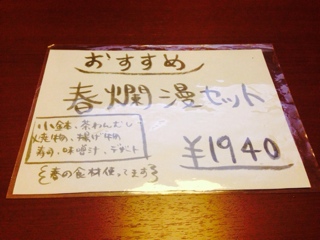 おすすめ
春爛漫セット
小鉢、茶わんむし
焼物、揚げ物
寿司、味噌汁、デザート
春の食材使ってます
¥1940